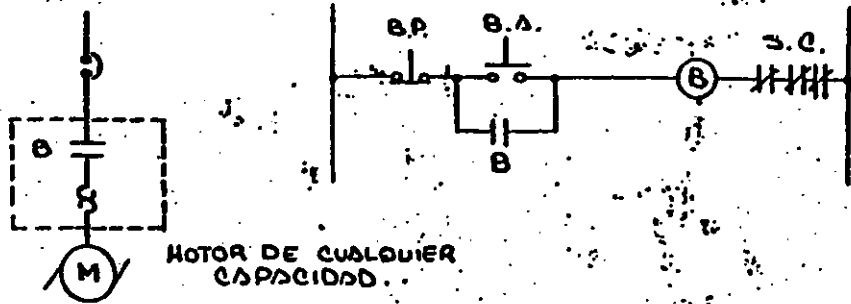 B.P. B.A. S.C.
B
B
B
M
MOTOR DE CUALQUIER
CAPACIDAD..